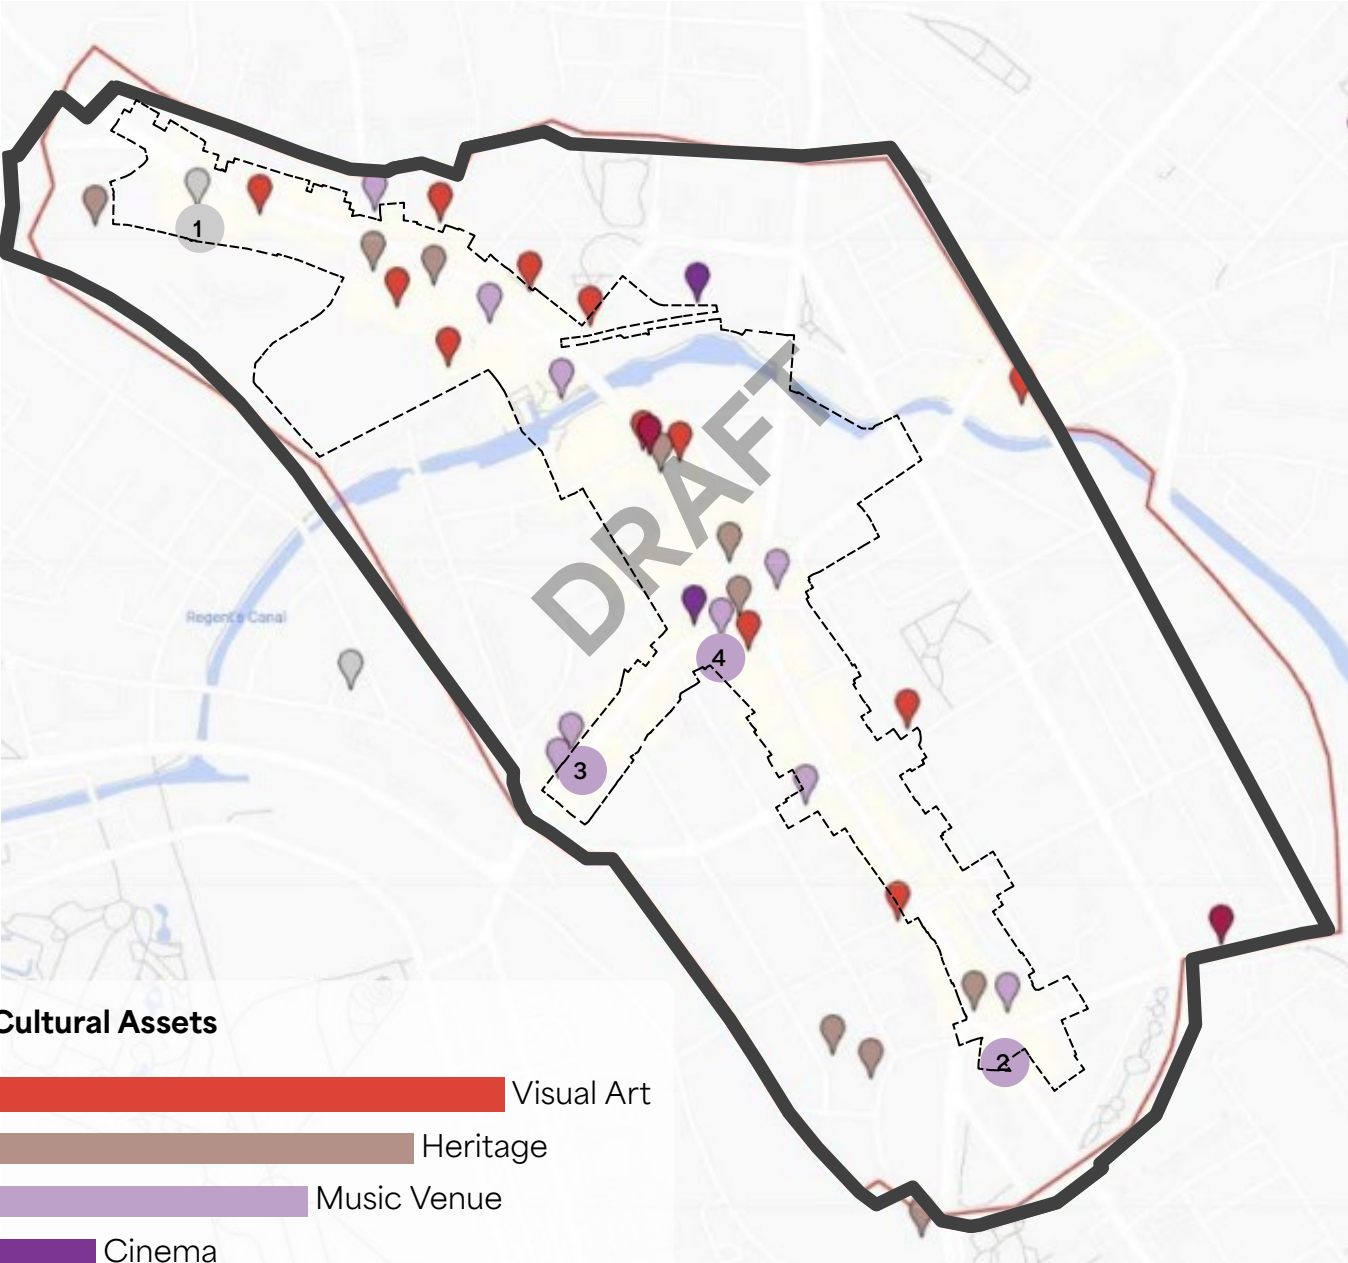 1
DRAFT
Regent's Canal
4
3
2
Cultural Assets
Visual Art
Heritage
Music Venue
Cinema